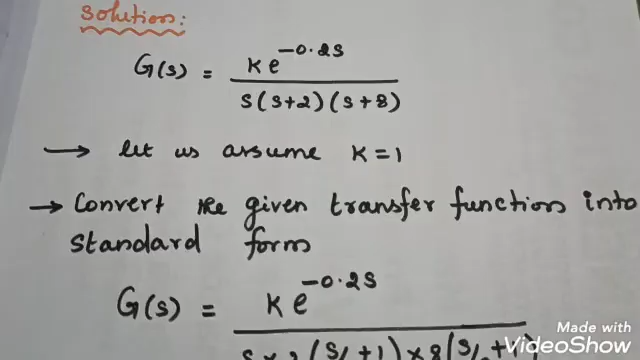 Solution:
G(s) = Ke^-0.2s / s(s+2)(s+8)
→ let us assume K=1
→ Convert the given transfer function into
standard form
G(s) = Ke^-0.2s
Made with
VideoShow